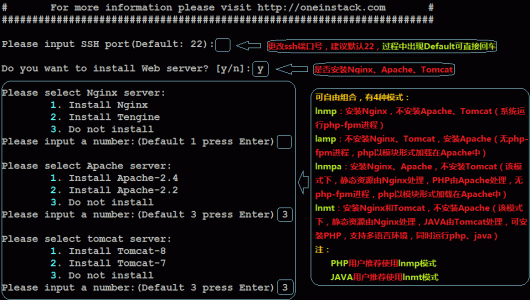 #       For more information please visit http://oneinstack.com       #
#######################################################################
Please input SSH port(Default: 22):
更改ssh端口号，建议默认22，过程中出现Default可直接回车
Do you want to install Web server? [y/n]: y
是否安装Nginx、Apache、Tomcat
Please select Nginx server:
1. Install Nginx
2. Install Tengine
3. Do not install
Please input a number:(Default 1 press Enter)
Please select Apache server:
1. Install Apache-2.4
2. Install Apache-2.2
3. Do not install
Please input a number:(Default 3 press Enter) 3
Please select tomcat server:
1. Install Tomcat-8
2. Install Tomcat-7
3. Do not install
Please input a number:(Default 3 press Enter) 3
可自由组合，有4种模式：
lnmp：安装Nginx，不安装Apache、Tomcat（系统运
行php-fpm进程）
lamp：不安装Nginx、Tomcat，安装Apache（无php-
fpm进程，php以模块形式加载在Apache中）
lnmpa：安装Nginx、Apache，不安装Tomcat（该模
式下，静态资源由Nginx处理，PHP由Apache处理，无
php-fpm进程，php以模块形式加载在Apache中）
lnmt：安装Nginx和Tomcat，不安装Apache（该模式
下，静态资源由Nginx处理，JAVA由Tomcat处理，可安
装PHP，支持多语言环境，同时运行php、java）
注：
PHP用户推荐使用lnmp模式
JAVA用户推荐使用lnmt模式